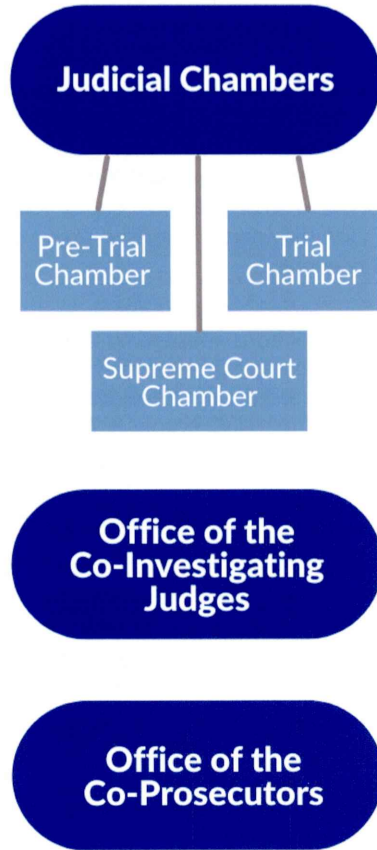 Judicial Chambers
Pre-Trial
Chamber
Trial
Chamber
Supreme Court
Chamber
Office of the
Co-Investigating
Judges
Office of the
Co-Prosecutors